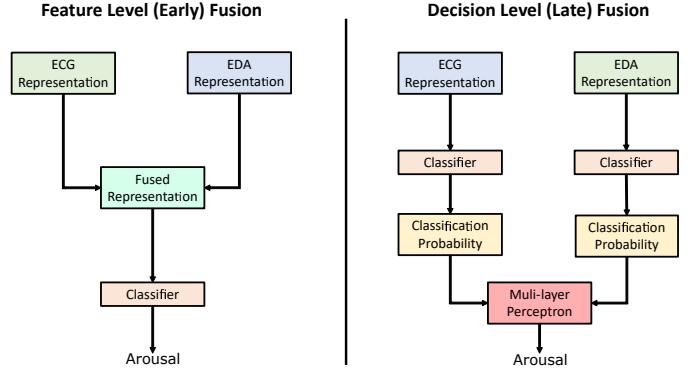 Feature Level (Early) Fusion
ECG
Representation
EDA
Representation
Fused
Representation
Classifier
Arousal
Decision Level (Late) Fusion
ECG
Representation
EDA
Representation
Classifier
Classifier
Classification
Probability
Classification
Probability
Muli-layer
Perceptron
Arousal